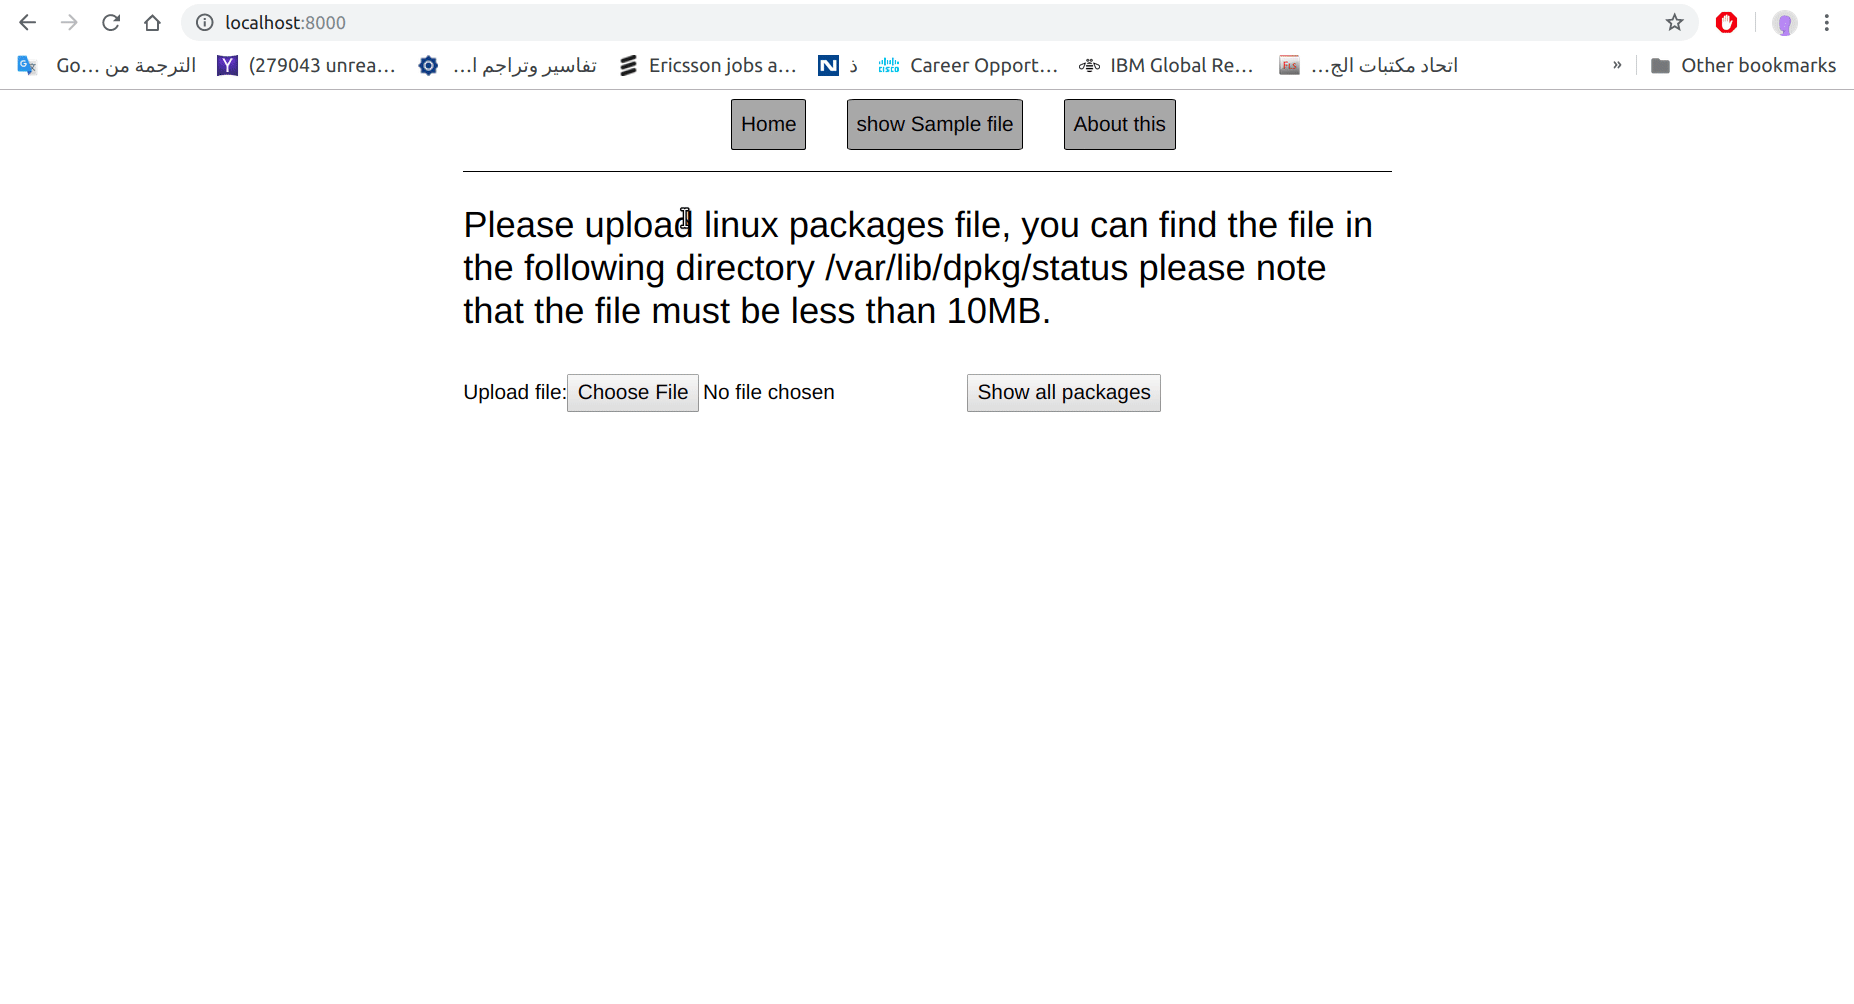 localhost:8000
Go... الترجمة من
(279043 unrea...
تفاسير وتراجم ا...
Ericsson jobs a...
ذ
Career Opport...
IBM Global Re...
اتحاد مكتبات الج...
»
Other bookmarks
Home
show Sample file
About this
Please upload linux packages file, you can find the file in
the following directory /var/lib/dpkg/status please note
that the file must be less than 10MB.
Upload file: Choose File No file chosen Show all packages